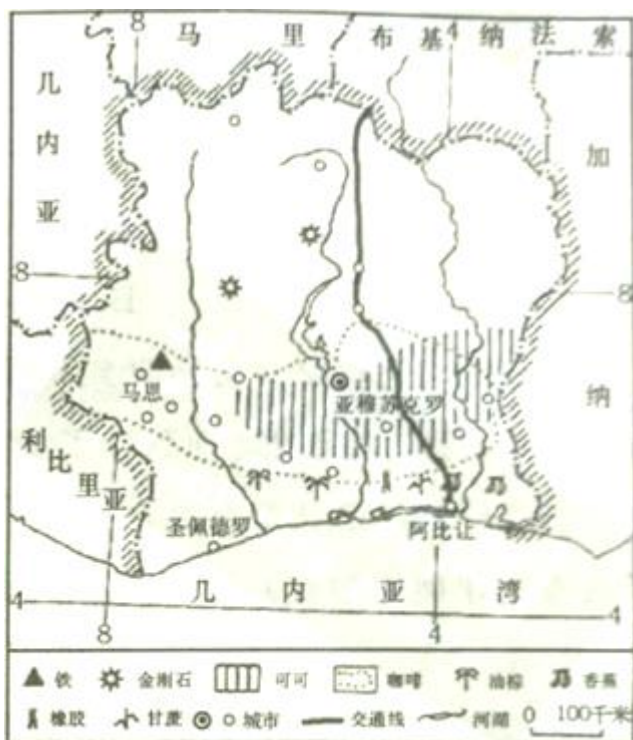 8 马里 布基4纳法索
几内亚
加纳
8 8
马恩
亚穆苏克罗
利比里亚
圣佩德罗 阿比让
4 几内亚湾 4
8 4
铁 金刚石 可可 咖啡 油棕 香蕉
橡胶 甘蔗 城市 交通线 河湖 0 100千米